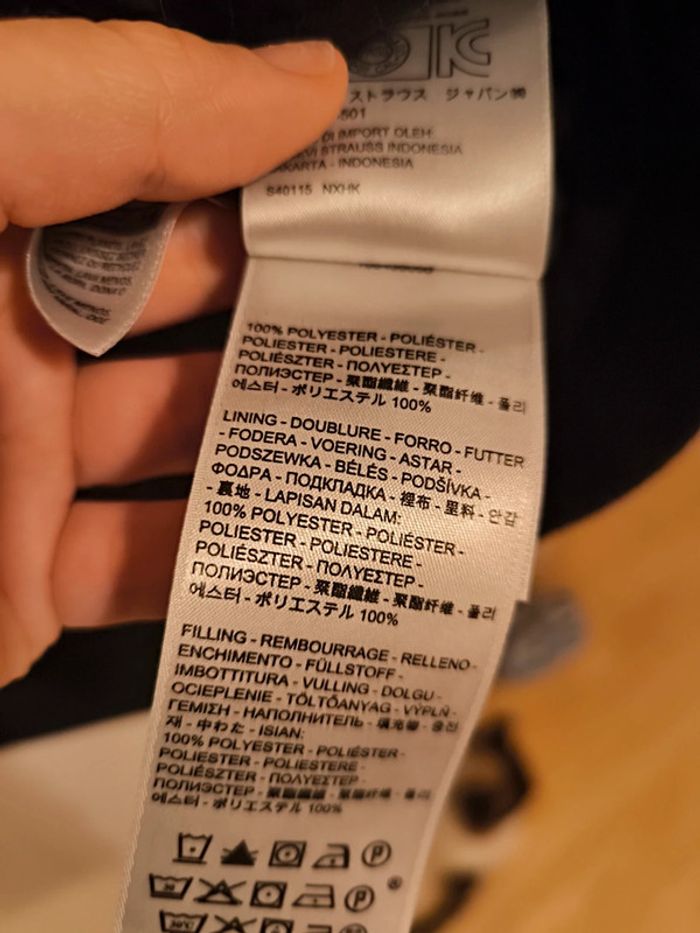 ストラウス ジャパン㈱
DI IMPORT OLEH:
STRAUSS INDONESIA
JAKARTA - INDONESIA
S40115 NXHK
100% POLYESTER - POLIÉSTER -
POLIESTER - POLIESTERE -
POLIÉSZTER - ΠΟΛΥΕΣΤΕΡ -
ПОЛИЭСТЕР - 聚酯纖維 - 聚酯纤维 - 폴리
에스터 - ポリエステル 100%
LINING - DOUBLURE - FORRO - FUTTER
- FODERA - VOERING - ASTAR -
PODSZEWKA - BÉLÉS - PODŠÍVKA -
ΦΟΔΡΑ - ПОДКЛАДКА - 裡布 - 里料 - 안감
- 裏地 - LAPISAN DALAM:
100% POLYESTER - POLIÉSTER -
POLIESTER - POLIESTERE -
POLIÉSZTER - ΠΟΛΥΕΣΤΕΡ -
ПОЛИЭСТЕР - 聚酯纖維 - 聚酯纤维 - 폴리
에스터 - ポリエステル 100%
FILLING - REMBOURRAGE - RELLENO -
ENCHIMENTO - FÜLLSTOFF -
IMBOTTITURA - VULLING - DOLGU -
OCIEPLENIE - TÖLTŐANYAG - VÝPLŇ -
ΓΕΜΙΣΗ - НАПОЛНИТЕЛЬ - 填充物 - 충전
재 - 中わた - ISIAN:
100% POLYESTER - POLIÉSTER -
POLIESTER - POLIESTERE -
POLIÉSZTER - ΠΟΛΥΕΣΤΕΡ -
ПОЛИЭСТЕР - 聚酯纖維 - 聚酯纤维 - 폴리
에스터 - ポリエステル 100%